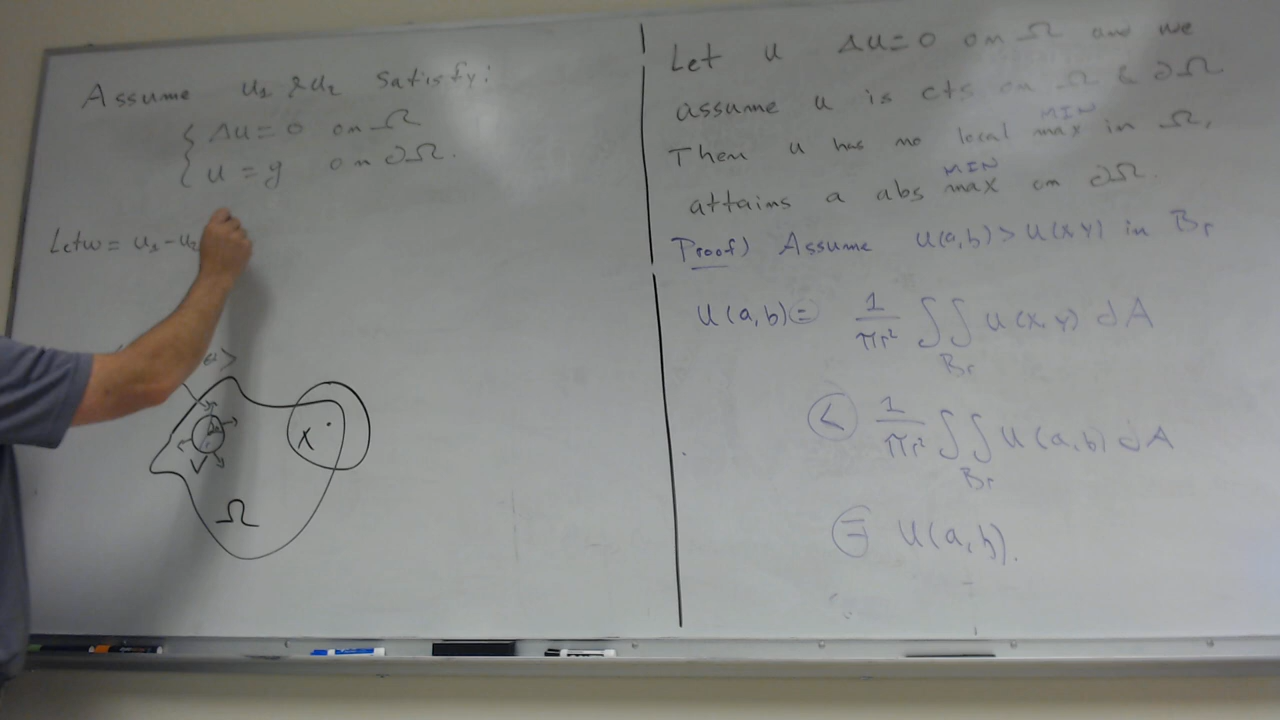 Assume u₁ & u₂ satisfy:
{ Δu = 0 on Ω
{ u = g on ∂Ω.
Let w = u₁ - u₂
>
X
Ω
Let u Δu = 0 on Ω and we
assume u is cts on Ω & ∂Ω.
MIN
Then u has no local max in Ω,
MIN
attains a abs max on ∂Ω.
Proof) Assume u(a,b) > u(x,y) in Br
u(a,b) = 1/πr² ∬Br u(x,y) dA
< 1/πr² ∬Br u(a,b) dA
= u(a,b).